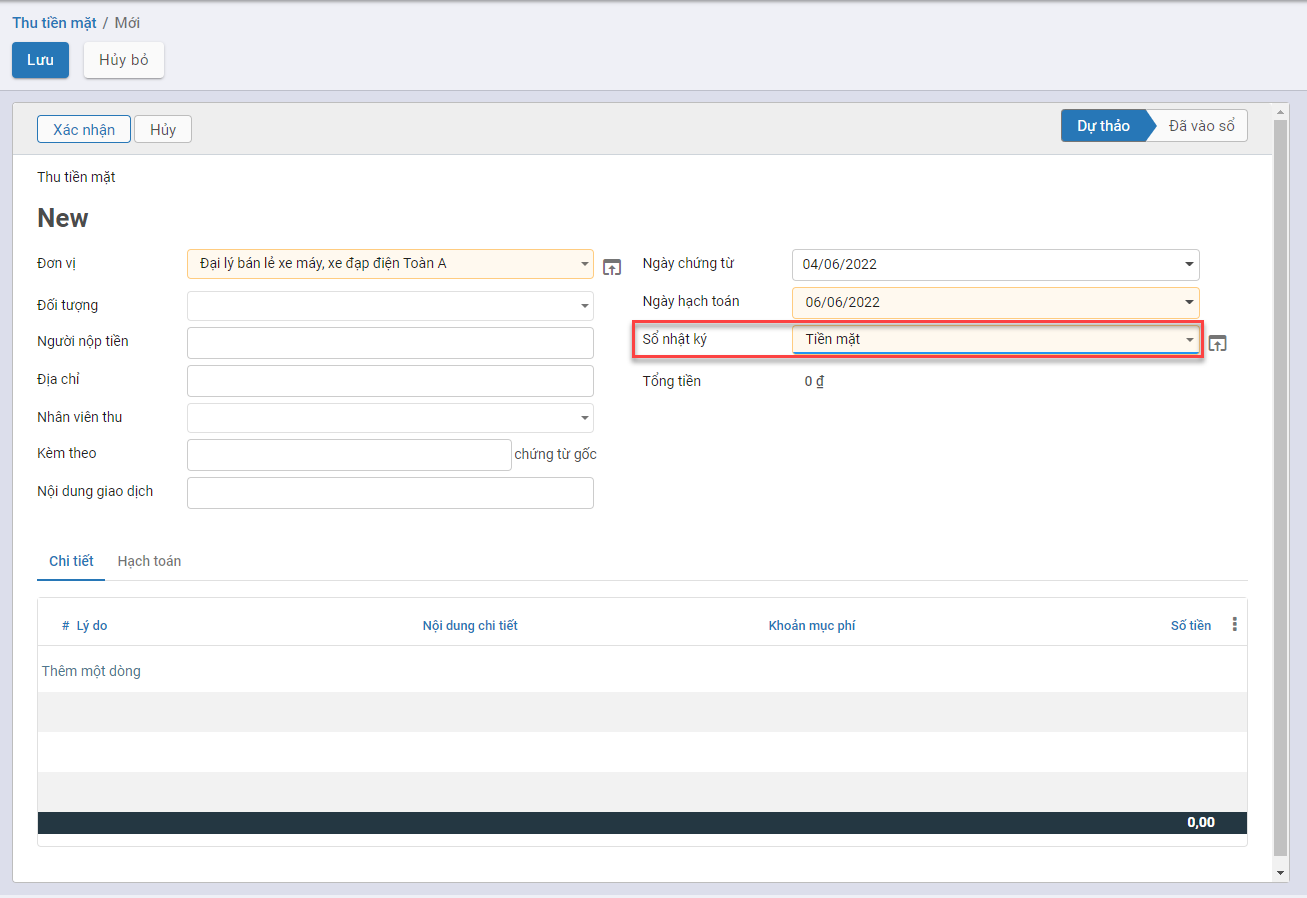 Thu tiền mặt / Mới
Lưu Hủy bỏ
Xác nhận Hủy Dự thảo Đã vào sổ
Thu tiền mặt
New
Đơn vị Đại lý bán lẻ xe máy, xe đạp điện Toàn A
Đối tượng
Người nộp tiền
Địa chỉ
Nhân viên thu
Kèm theo chứng từ gốc
Nội dung giao dịch
Ngày chứng từ 04/06/2022
Ngày hạch toán 06/06/2022
Sổ nhật ký Tiền mặt
Tổng tiền 0 ₫
Chi tiết Hạch toán
# Lý do Nội dung chi tiết Khoản mục phí Số tiền
Thêm một dòng
0,00